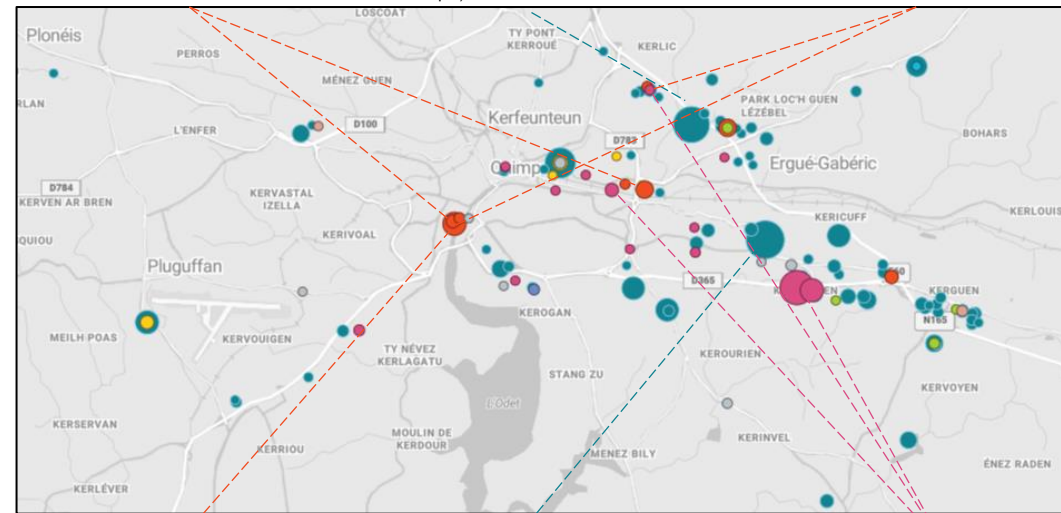 LOSCOAT
Plonéis
TY PONT
KERROUÉ
KERLIC
PERROS
MÉNEZ GUEN
PARK LOC'H GUEN
LÉZÉBEL
RLAN
Kerfeunteun
D100
L'ENFER
BOHARS
D783
Quimp
Ergué-Gabéric
D784
KERVEN AR BREN
KERVASTAL
IZELLA
KERLOUIS
KERICUFF
SQUIOU
KERIVOAL
Pluguffan
D365
60
KERGUEN
KEROGAN
N165
MEILH POAS
KERVOUIGEN
TY NÉVEZ
KERLAGATU
KEROURIEN
STANG ZU
KERVOYEN
L'Odet
KERSERVAN
MOULIN DE
KERDOUR
KERINVEL
KERRIOU
MENEZ BILY
ÉNEZ RADEN
KERLÉVER